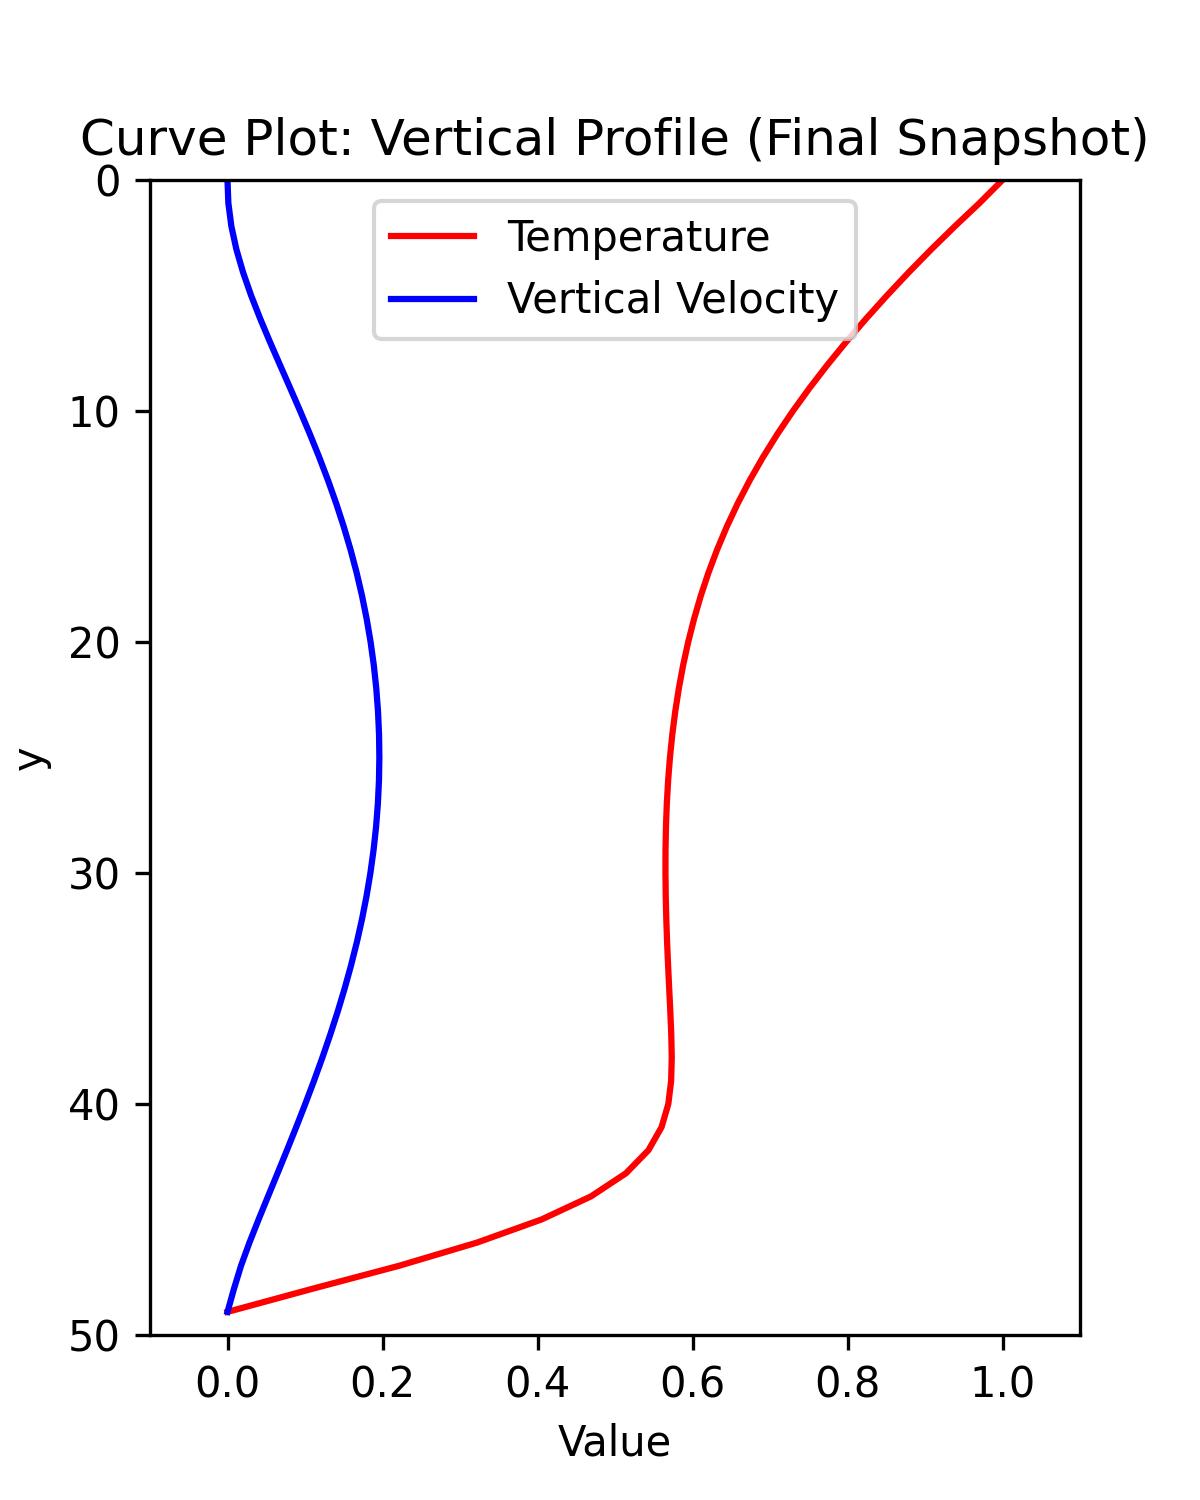 Curve Plot: Vertical Profile (Final Snapshot)
Temperature
Vertical Velocity
0
10
20
30
40
50
y
0.0 0.2 0.4 0.6 0.8 1.0
Value